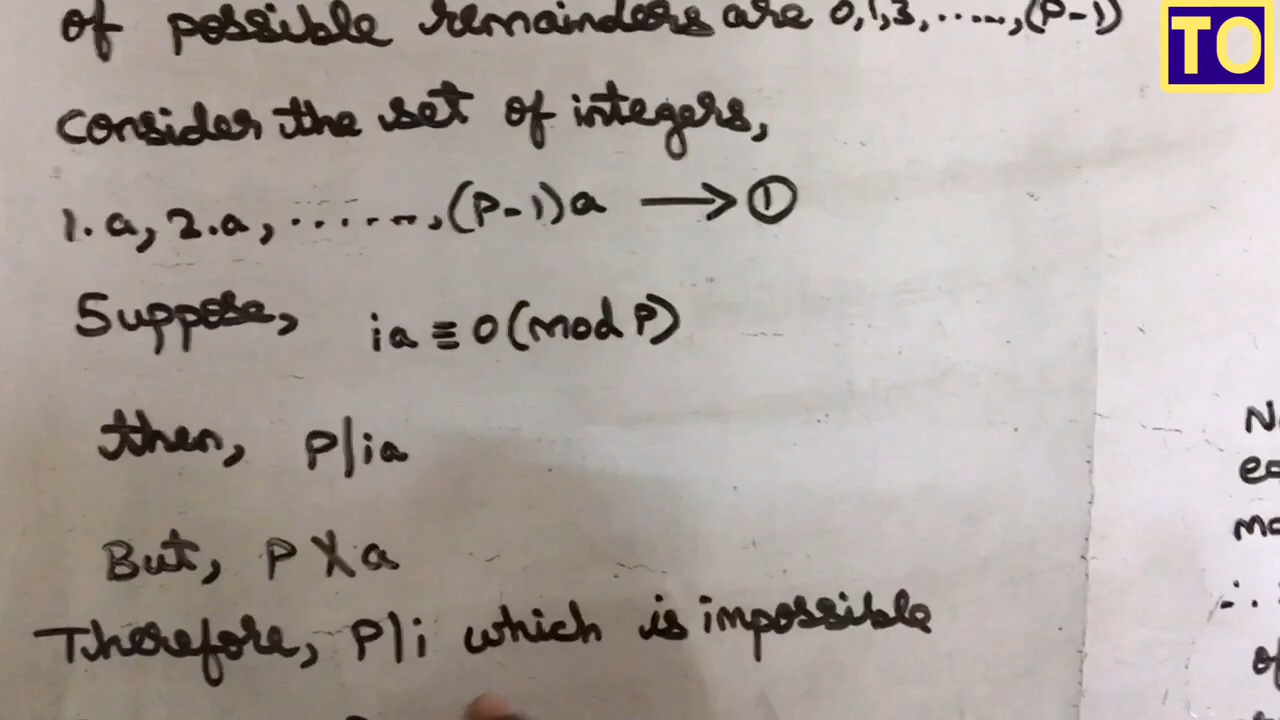 of possible remainders are 0,1,3, ......,(P-1)
TO
Consider the set of integers,
1.a, 2.a, ......., (P-1)a ⟶ ①
Suppose, ia ≡ 0 (mod P)
then, P|ia
But, P∤a
Therefore, P|i which is impossible
∴.
of